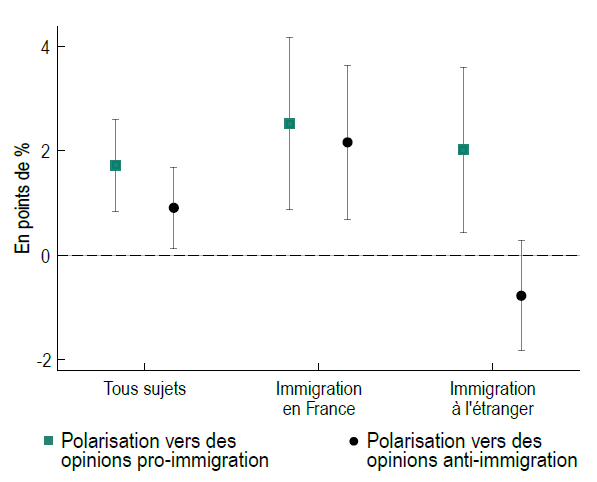 En points de %
4
2
0
-2
Tous sujets
Immigration
en France
Immigration
à l'étranger
Polarisation vers des
opinions pro-immigration
Polarisation vers des
opinions anti-immigration